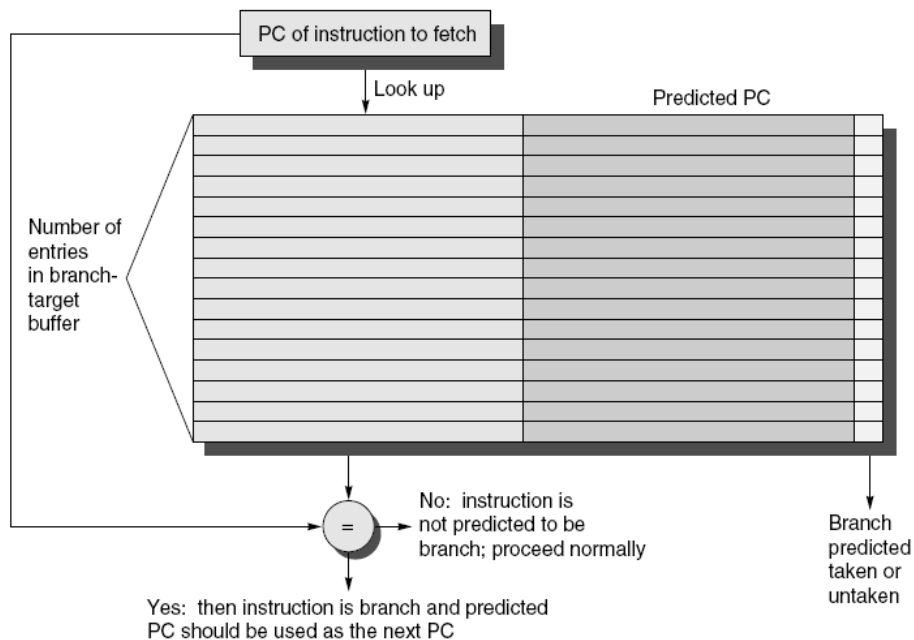 PC of instruction to fetch
Look up
Predicted PC
Number of
entries
in branch-
target
buffer
=
No: instruction is
not predicted to be
branch; proceed normally
Branch
predicted
taken or
untaken
Yes: then instruction is branch and predicted
PC should be used as the next PC